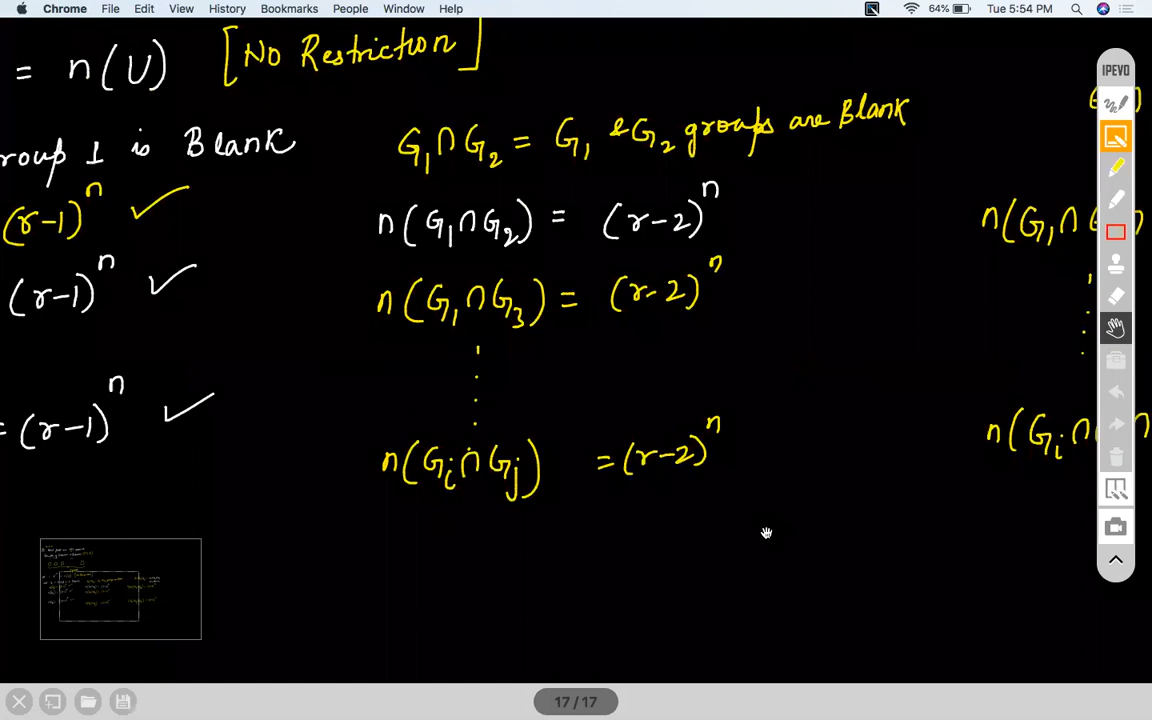 Chrome File Edit View History Bookmarks People Window Help 64% Tue 5:54 PM
IPEVO
= n(U) [No Restriction]
roup 1 is Blank
G₁∩G₂ = G₁ & G₂ groups are Blank
(r-1)ⁿ ✓
n(G₁∩G₂) = (r-2)ⁿ
n(G₁∩
(r-1)ⁿ ✓
n(G₁∩G₃) = (r-2)ⁿ
= (r-1)ⁿ ✓
n(Gᵢ∩Gⱼ) = (r-2)ⁿ
n(Gᵢ∩
17 / 17